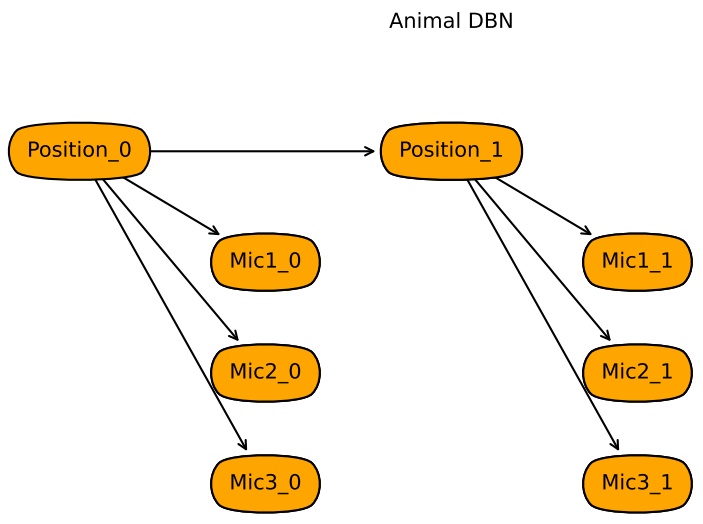 Animal DBN
Position_0
Position_1
Mic1_0
Mic1_1
Mic2_0
Mic2_1
Mic3_0
Mic3_1